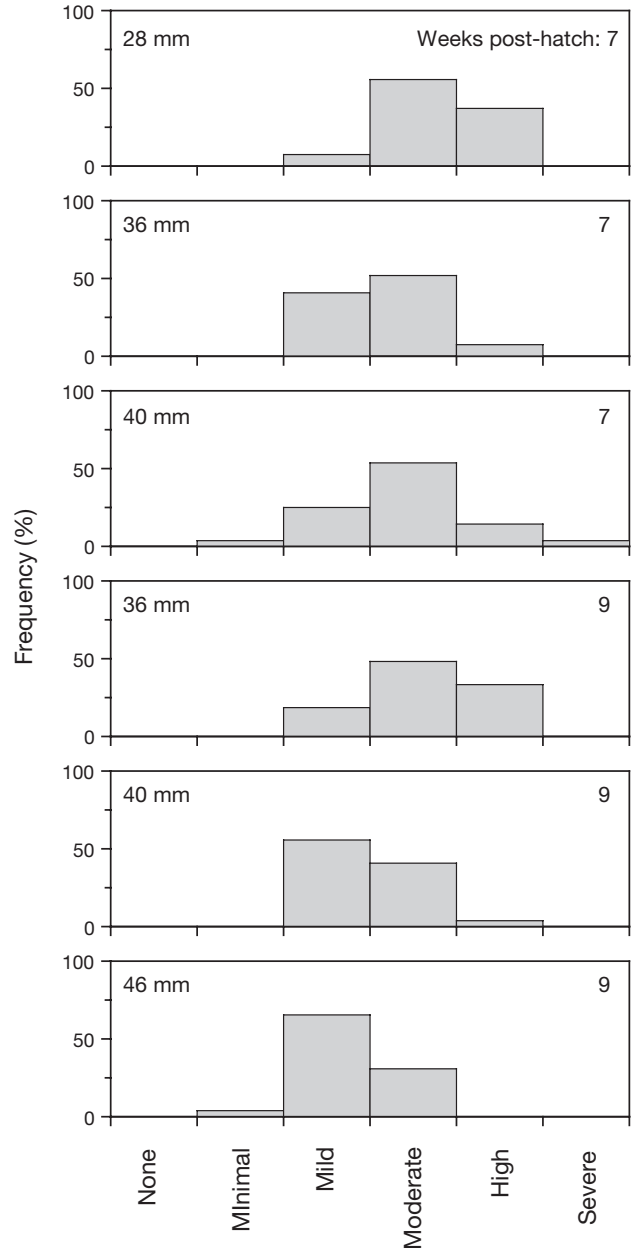 100
28 mm Weeks post-hatch: 7
50
0
100
36 mm 7
50
0
100
40 mm 7
50
0
Frequency (%)
100
36 mm 9
50
0
100
40 mm 9
50
0
100
46 mm 9
50
0
None
MInimal
Mild
Moderate
High
Severe